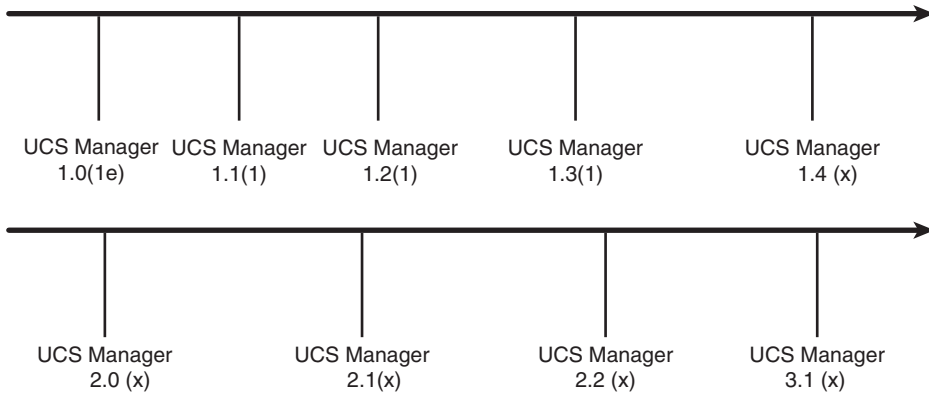 UCS Manager
1.0(1e)
UCS Manager
1.1(1)
UCS Manager
1.2(1)
UCS Manager
1.3(1)
UCS Manager
1.4 (x)
UCS Manager
2.0 (x)
UCS Manager
2.1(x)
UCS Manager
2.2 (x)
UCS Manager
3.1 (x)